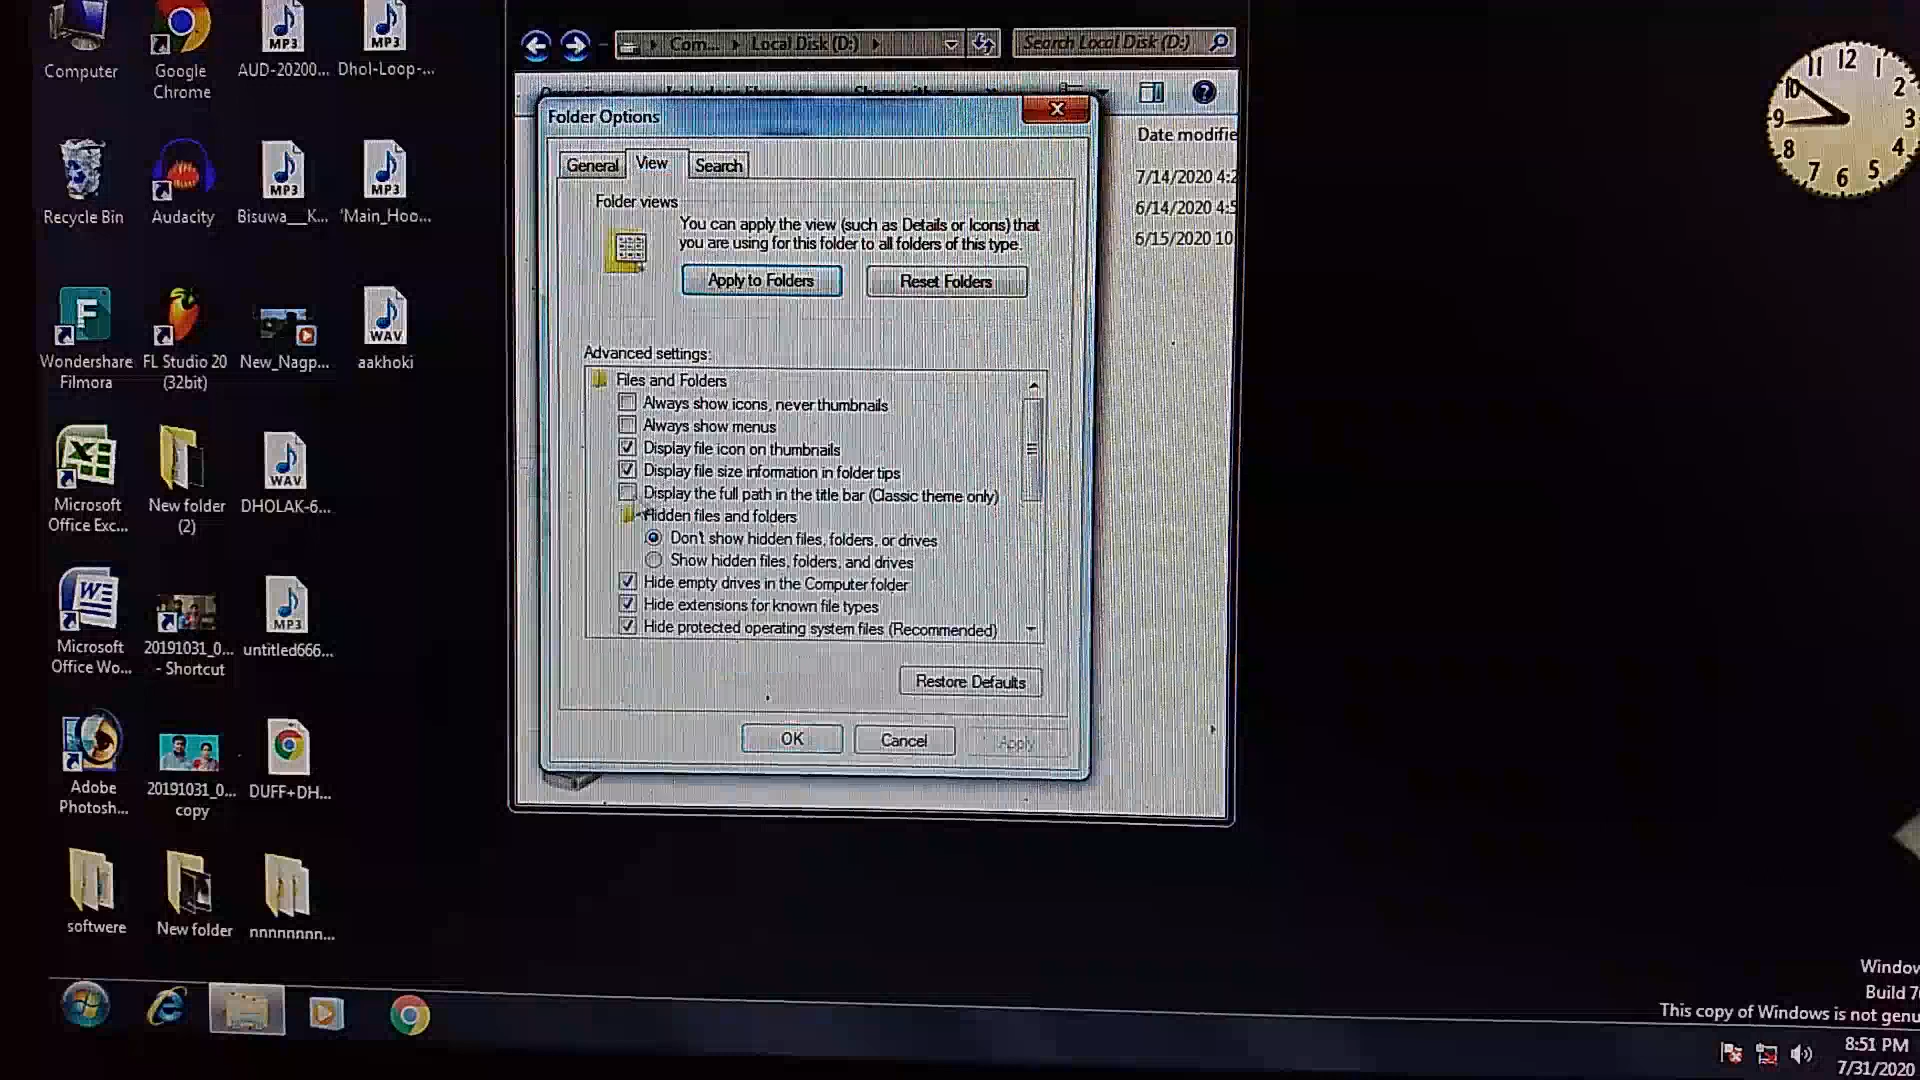 Computer
Google
Chrome
AUD-20200...
Dhol-Loop-...
Recycle Bin
Audacity
Bisuwa__K...
'Main_Hoo...
Wondershare
Filmora
FL Studio 20
(32bit)
New_Nagp...
aakhoki
Microsoft
Office Exc...
New folder
(2)
DHOLAK-6...
Microsoft
Office Wo...
20191031_0...
- Shortcut
untitled666...
Adobe
Photosh...
20191031_0...
copy
DUFF+DH...
softwere
New folder
nnnnnnnn...
MP3
MP3
MP3
MP3
WAV
WAV
MP3
Com...
Local Disk (D:)
Search Local Disk (D:)
Date modifie
7/14/2020 4:2
6/14/2020 4:5
6/15/2020 10
Folder Options
General
View
Search
Folder views
You can apply the view (such as Details or Icons) that
you are using for this folder to all folders of this type.
Apply to Folders
Reset Folders
Advanced settings:
Files and Folders
Always show icons, never thumbnails
Always show menus
Display file icon on thumbnails
Display file size information in folder tips
Display the full path in the title bar (Classic theme only)
Hidden files and folders
Don't show hidden files, folders, or drives
Show hidden files, folders, and drives
Hide empty drives in the Computer folder
Hide extensions for known file types
Hide protected operating system files (Recommended)
Restore Defaults
OK
Cancel
Apply
12
1
2
3
4
5
6
7
8
9
10
11
Window
Build 7
This copy of Windows is not genu
8:51 PM
7/31/2020